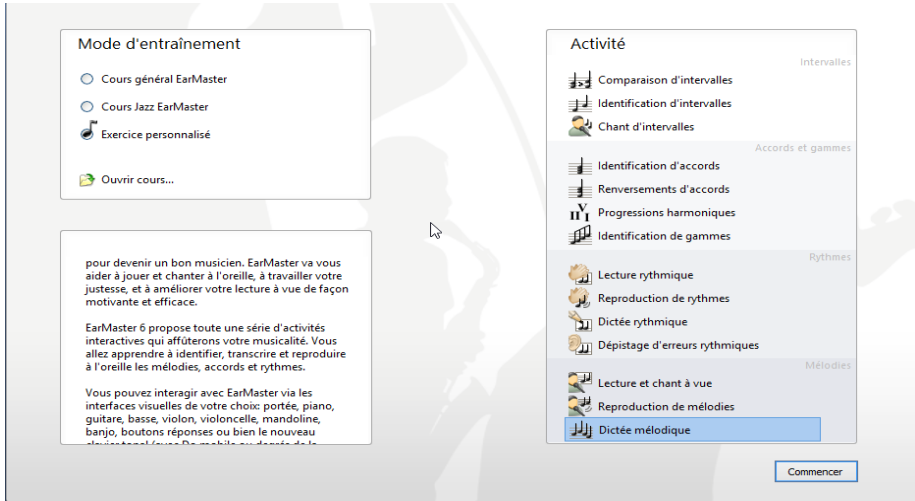 Mode d'entraînement
Cours général EarMaster
Cours Jazz EarMaster
Exercice personnalisé
Ouvrir cours...
pour devenir un bon musicien. EarMaster va vous
aider à jouer et chanter à l'oreille, à travailler votre
justesse, et à améliorer votre lecture à vue de façon
motivante et efficace.
EarMaster 6 propose toute une série d'activités
interactives qui affûterons votre musicalité. Vous
allez apprendre à identifier, transcrire et reproduire
à l'oreille les mélodies, accords et rythmes.
Vous pouvez interagir avec EarMaster via les
interfaces visuelles de votre choix: portée, piano,
guitare, basse, violon, violoncelle, mandoline,
banjo, boutons réponses ou bien le nouveau
Activité
Intervalles
Comparaison d'intervalles
Identification d'intervalles
Chant d'intervalles
Accords et gammes
Identification d'accords
Renversements d'accords
Progressions harmoniques
Identification de gammes
Rythmes
Lecture rythmique
Reproduction de rythmes
Dictée rythmique
Dépistage d'erreurs rythmiques
Mélodies
Lecture et chant à vue
Reproduction de mélodies
Dictée mélodique
Commencer